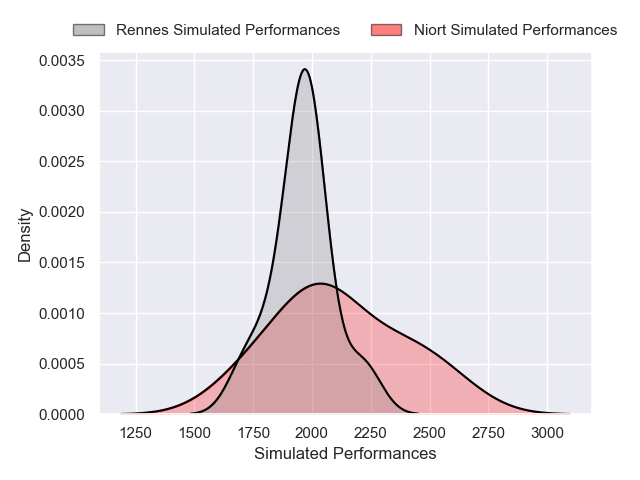 Rennes Simulated Performances Niort Simulated Performances
0.0035
0.0030
0.0025
0.0020
0.0015
0.0010
0.0005
0.0000
Density
1250 1500 1750 2000 2250 2500 2750 3000
Simulated Performances